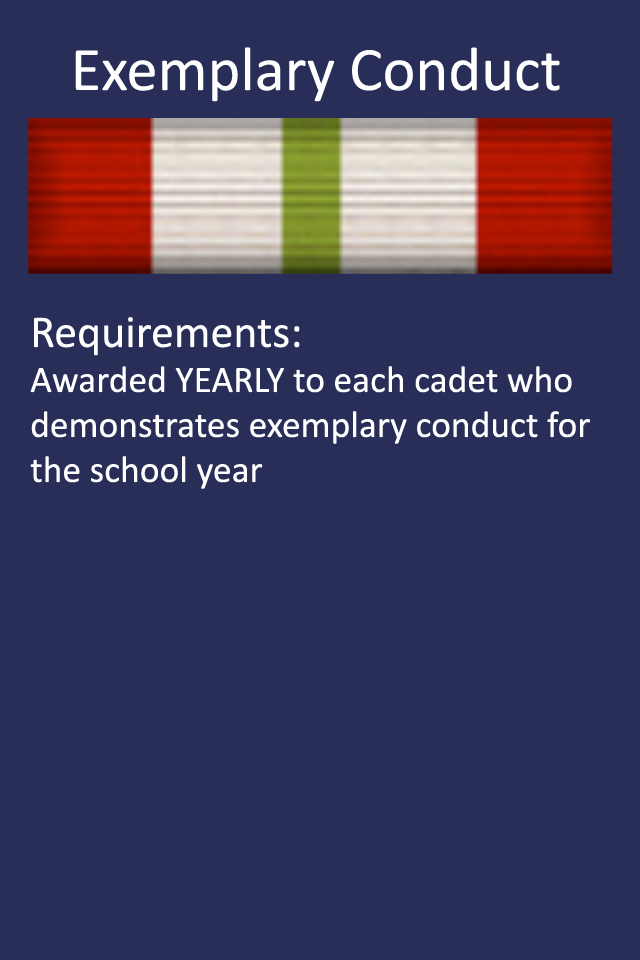 Exemplary Conduct
Requirements:
Awarded YEARLY to each cadet who
demonstrates exemplary conduct for
the school year